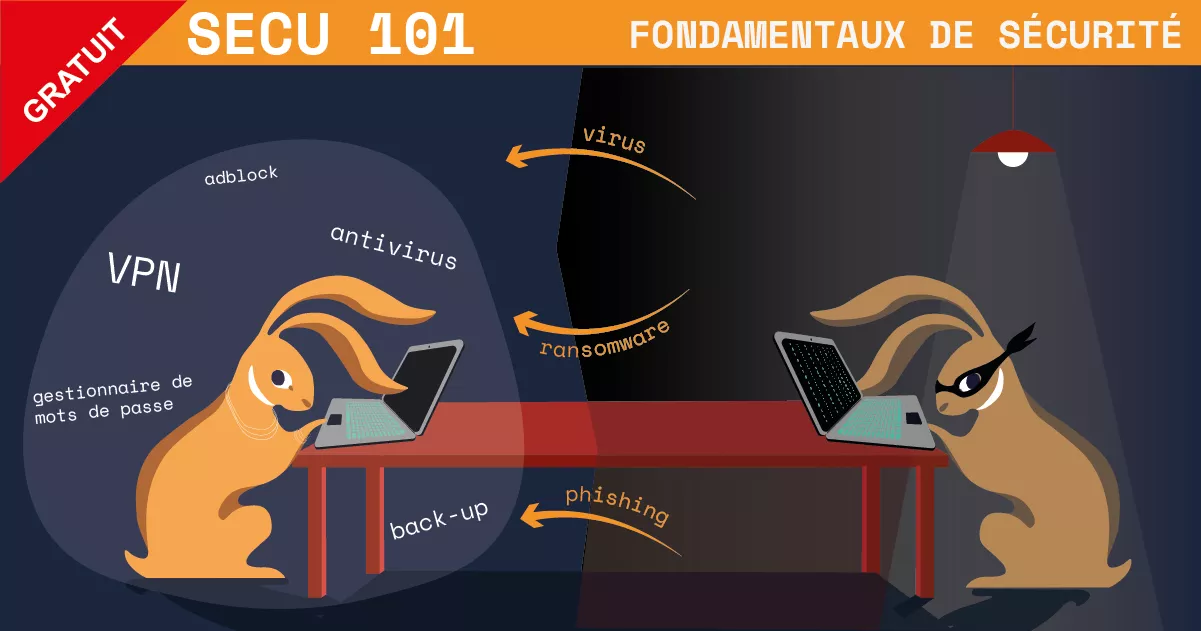 GRATUIT
SECU 101
FONDAMENTAUX DE SÉCURITÉ
adblock
antivirus
VPN
gestionnaire de
mots de passe
back-up
virus
ransomware
phishing